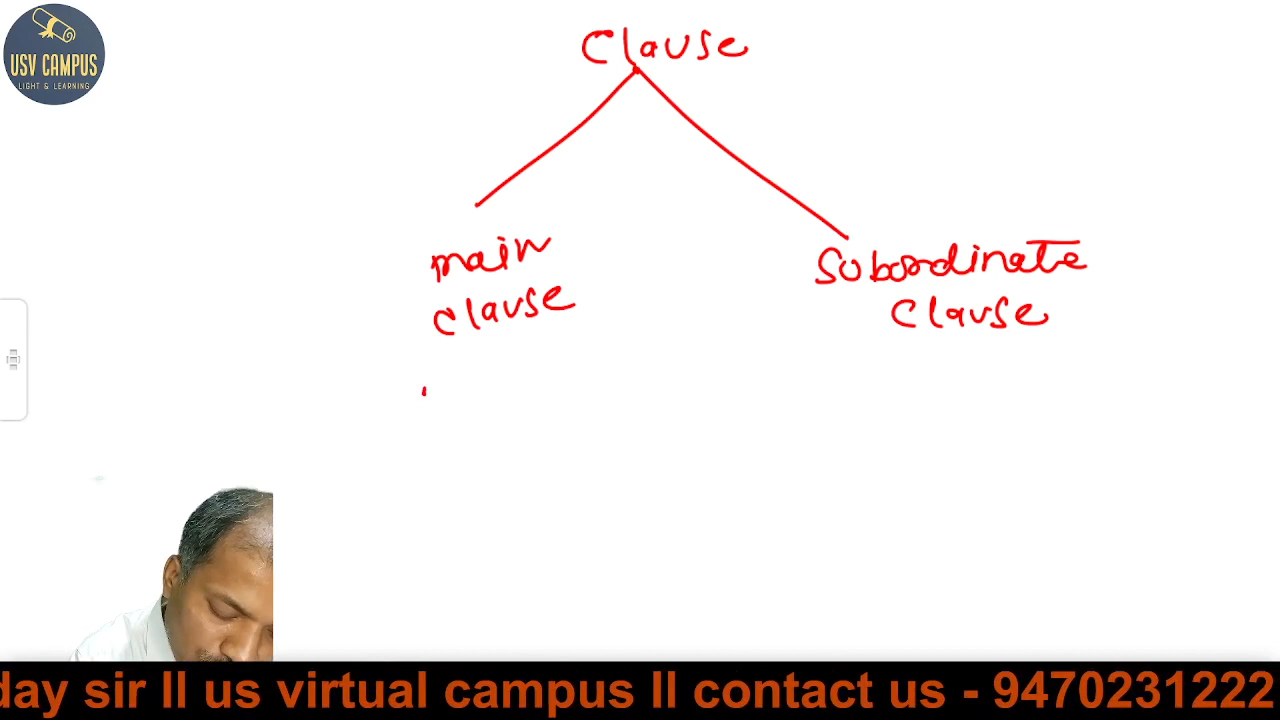 USV CAMPUS
LIGHT & LEARNING
Clause
main
clause
Subordinate
Clause
day sir ll us virtual campus ll contact us - 9470231222